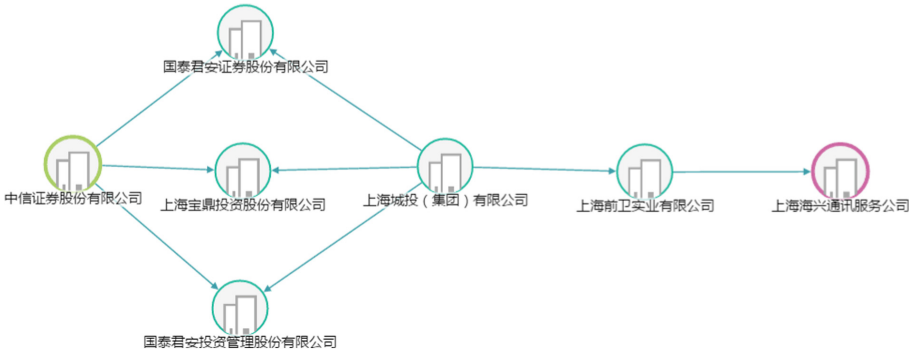 国泰君安证券股份有限公司
中信证券股份有限公司
上海宝鼎投资股份有限公司
上海城投（集团）有限公司
上海前卫实业有限公司
上海海兴通讯服务公司
国泰君安投资管理股份有限公司